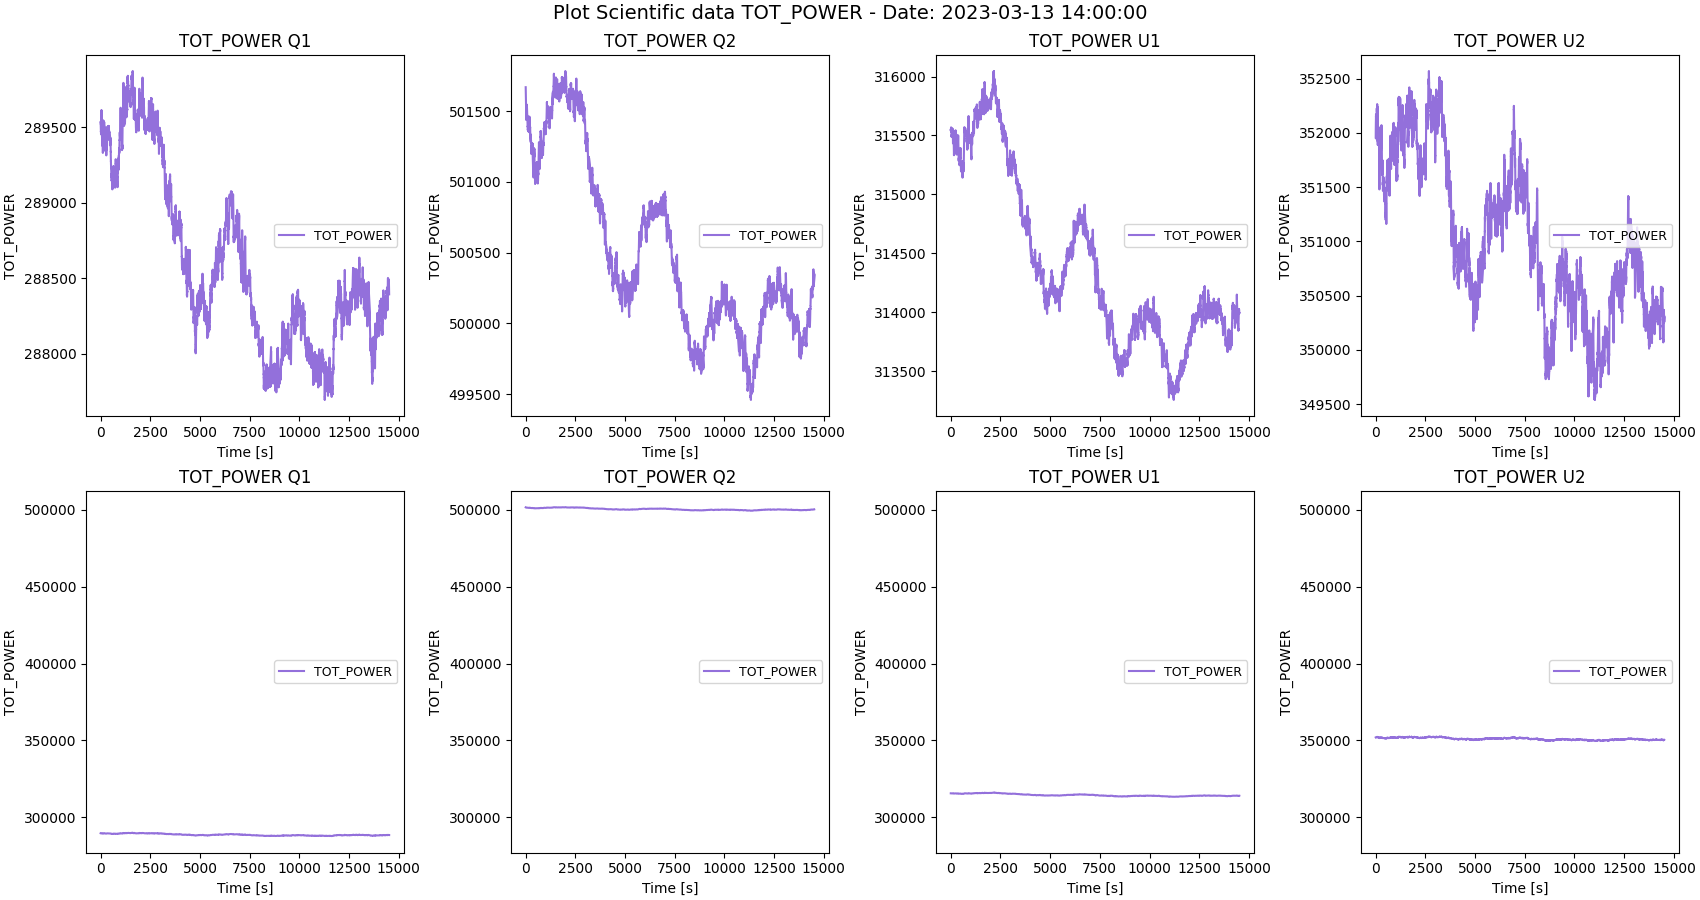 Plot Scientific data TOT_POWER - Date: 2023-03-13 14:00:00
TOT_POWER Q1
TOT_POWER
289500
289000
288500
288000
TOT_POWER
0 2500 5000 7500 10000 12500 15000
Time [s]
TOT_POWER Q2
TOT_POWER
501500
501000
500500
500000
499500
TOT_POWER
0 2500 5000 7500 10000 12500 15000
Time [s]
TOT_POWER U1
TOT_POWER
316000
315500
315000
314500
314000
313500
TOT_POWER
0 2500 5000 7500 10000 12500 15000
Time [s]
TOT_POWER U2
TOT_POWER
352500
352000
351500
351000
350500
350000
349500
TOT_POWER
0 2500 5000 7500 10000 12500 15000
Time [s]
TOT_POWER Q1
TOT_POWER
500000
450000
400000
350000
300000
TOT_POWER
0 2500 5000 7500 10000 12500 15000
Time [s]
TOT_POWER Q2
TOT_POWER
500000
450000
400000
350000
300000
TOT_POWER
0 2500 5000 7500 10000 12500 15000
Time [s]
TOT_POWER U1
TOT_POWER
500000
450000
400000
350000
300000
TOT_POWER
0 2500 5000 7500 10000 12500 15000
Time [s]
TOT_POWER U2
TOT_POWER
500000
450000
400000
350000
300000
TOT_POWER
0 2500 5000 7500 10000 12500 15000
Time [s]